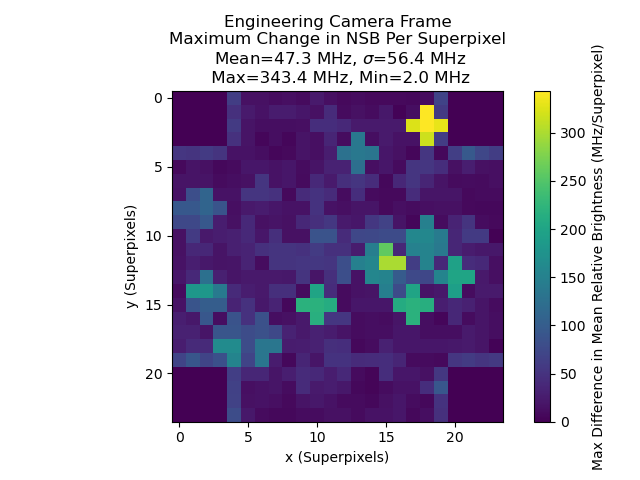 Engineering Camera Frame
Maximum Change in NSB Per Superpixel
Mean=47.3 MHz, σ=56.4 MHz
Max=343.4 MHz, Min=2.0 MHz
0
5
10
15
20
y (Superpixels)
0
5
10
15
20
x (Superpixels)
300
250
200
150
100
50
0
Max Difference in Mean Relative Brightness (MHz/Superpixel)